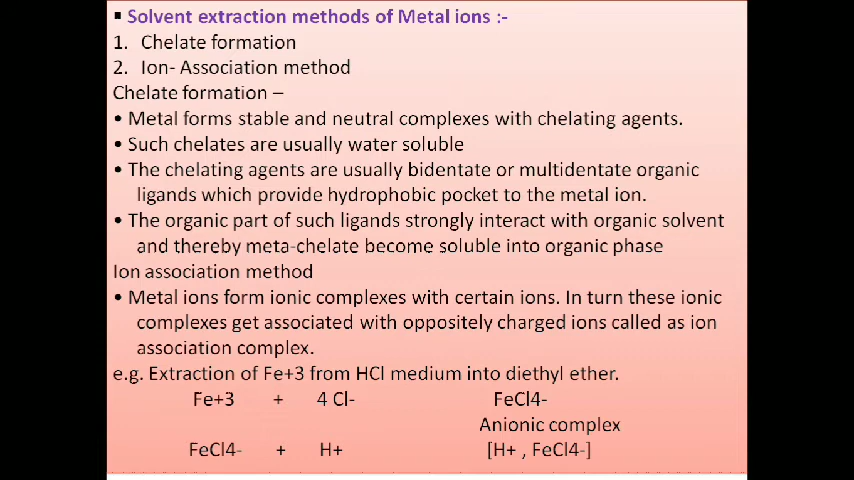 ▪ Solvent extraction methods of Metal ions :-
1. Chelate formation
2. Ion- Association method
Chelate formation –
• Metal forms stable and neutral complexes with chelating agents.
• Such chelates are usually water soluble
• The chelating agents are usually bidentate or multidentate organic
ligands which provide hydrophobic pocket to the metal ion.
• The organic part of such ligands strongly interact with organic solvent
and thereby meta-chelate become soluble into organic phase
Ion association method
• Metal ions form ionic complexes with certain ions. In turn these ionic
complexes get associated with oppositely charged ions called as ion
association complex.
e.g. Extraction of Fe+3 from HCl medium into diethyl ether.
Fe+3 + 4 Cl- FeCl4-
Anionic complex
FeCl4- + H+ [H+ , FeCl4-]